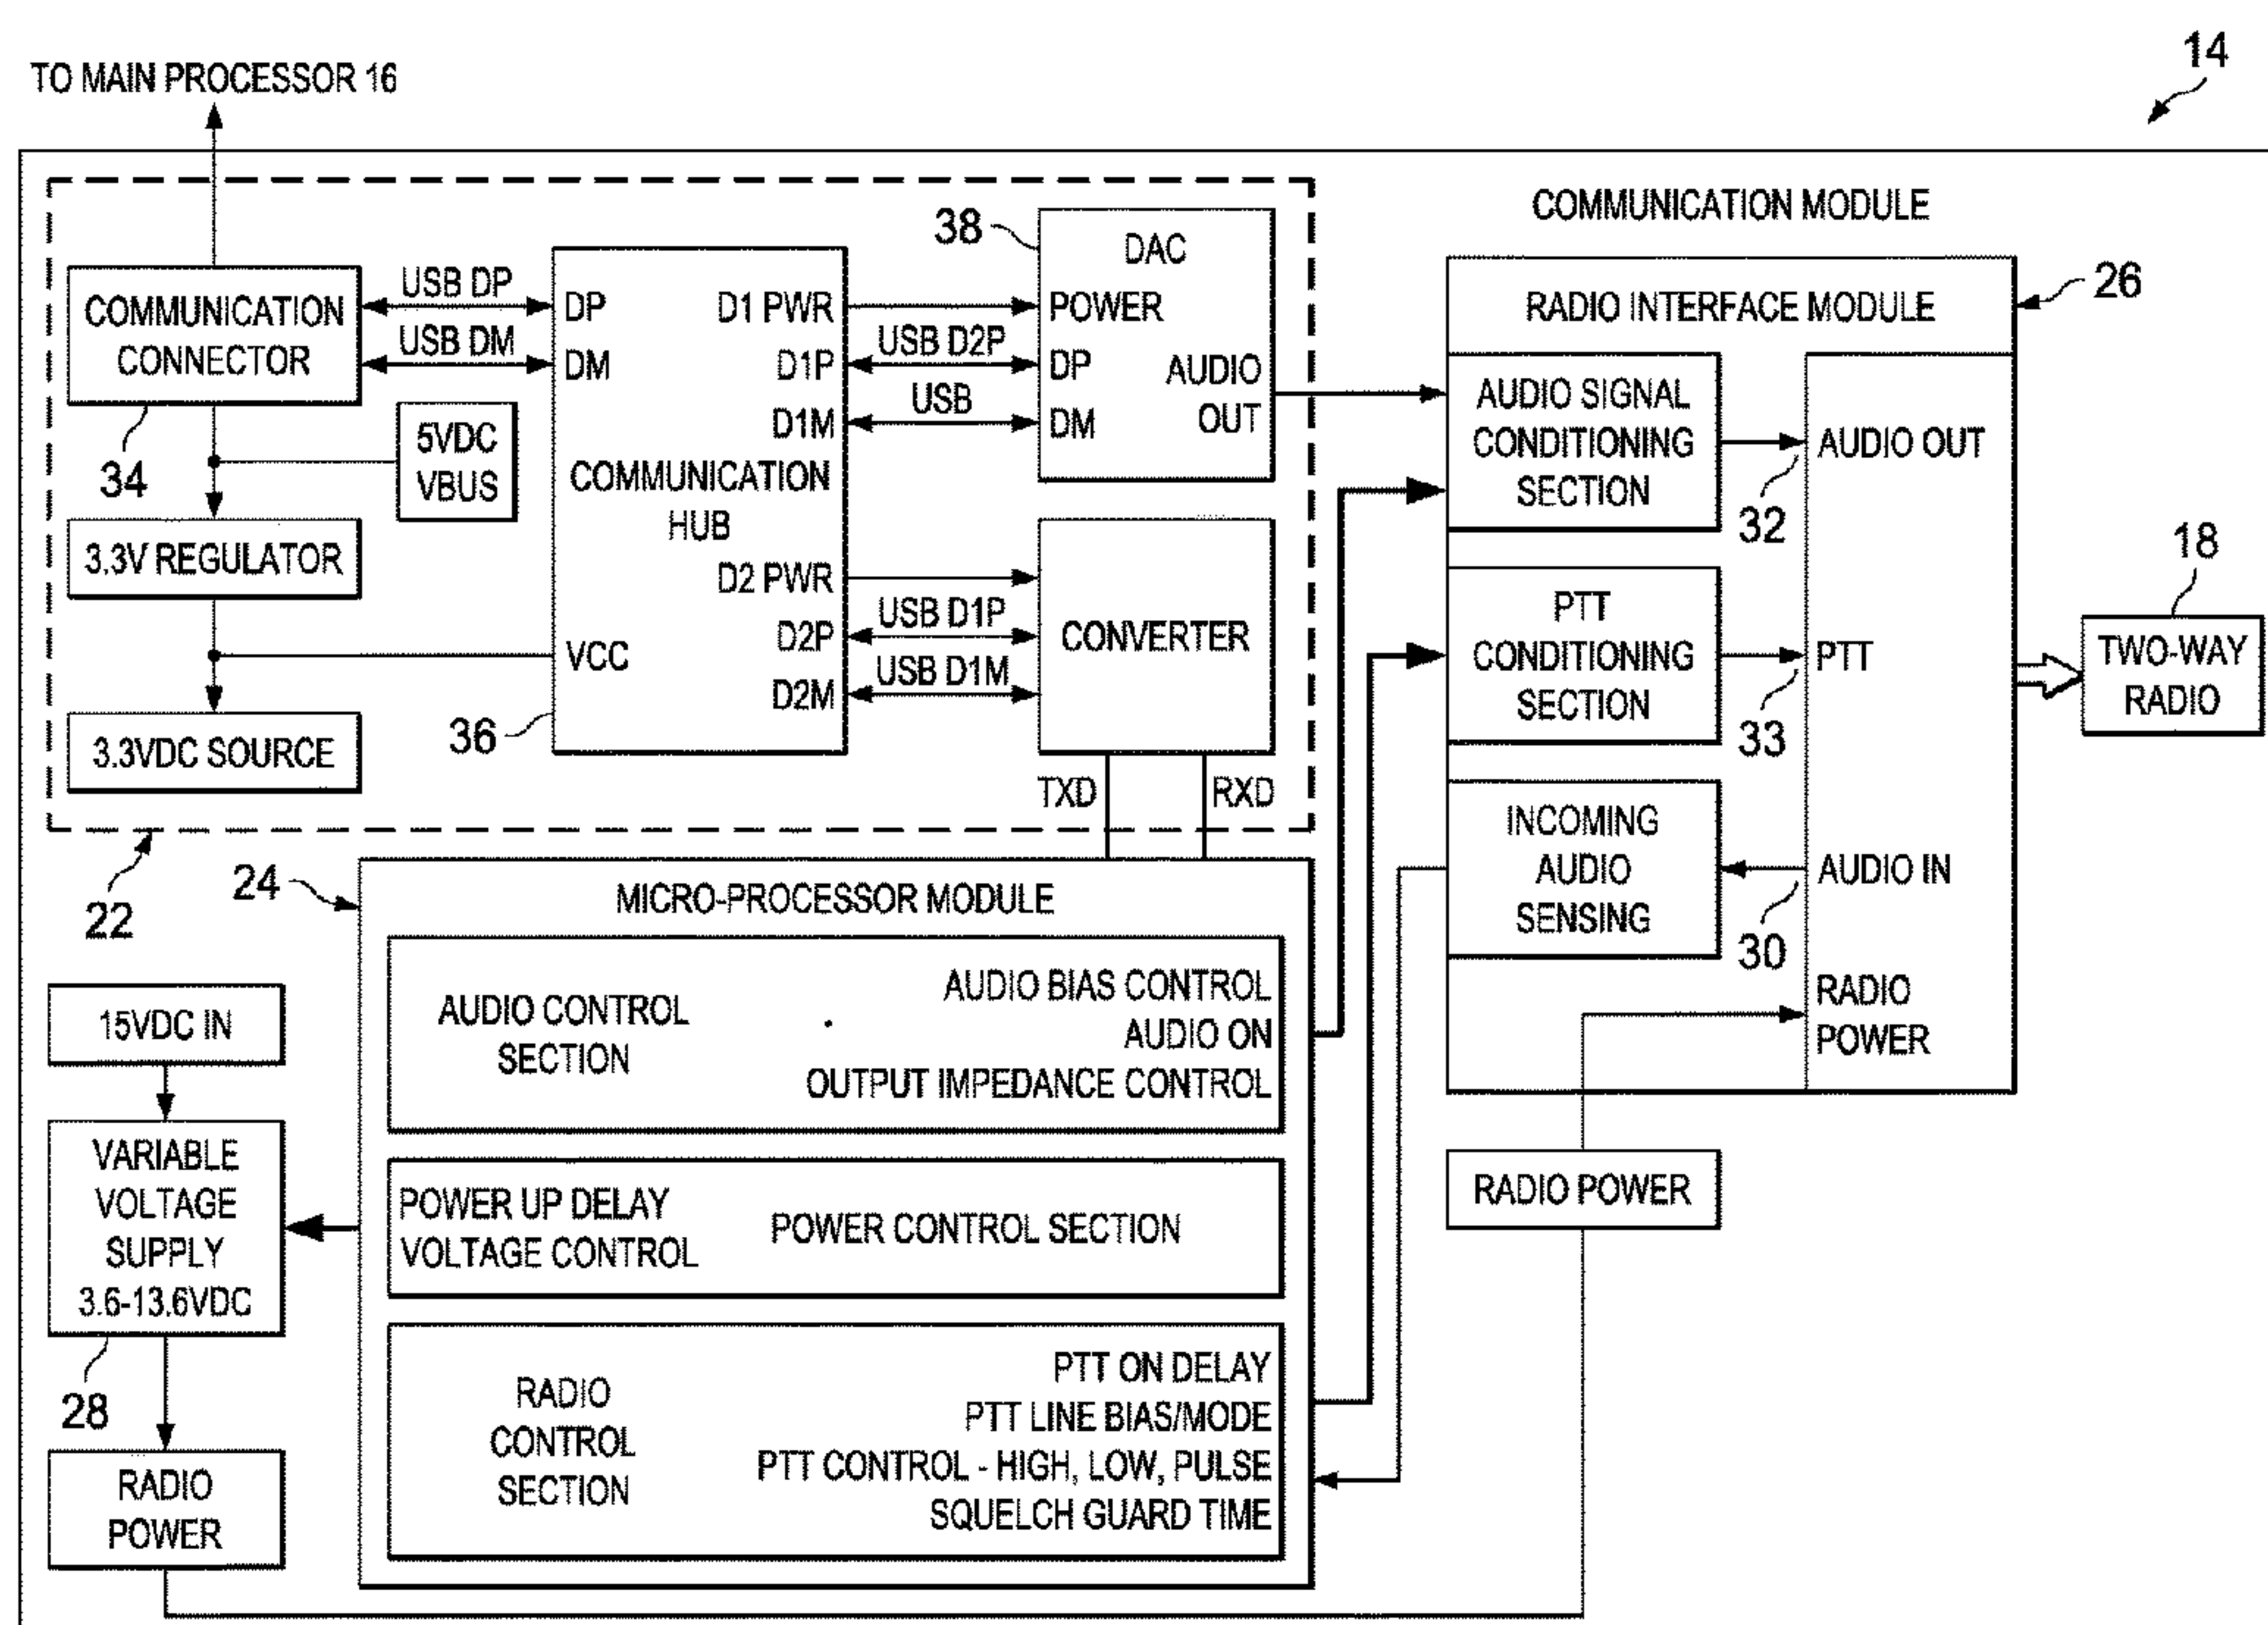 14
TO MAIN PROCESSOR 16
COMMUNICATION
CONNECTOR
34
USB DP
USB DM
5VDC
VBUS
3.3V REGULATOR
3.3VDC SOURCE
22
DP
DM
D1 PWR
D1P
D1M
COMMUNICATION
HUB
D2 PWR
D2P
D2M
VCC
36
USB D2P
USB
USB D1P
USB D1M
38
DAC
POWER
DP
DM
AUDIO
OUT
CONVERTER
TXD
RXD
COMMUNICATION MODULE
26
RADIO INTERFACE MODULE
AUDIO SIGNAL
CONDITIONING
SECTION
32
AUDIO OUT
PTT
CONDITIONING
SECTION
33
PTT
INCOMING
AUDIO
SENSING
30
AUDIO IN
RADIO
POWER
18
TWO-WAY
RADIO
RADIO POWER
24
MICRO-PROCESSOR MODULE
AUDIO CONTROL
SECTION
AUDIO BIAS CONTROL
AUDIO ON
OUTPUT IMPEDANCE CONTROL
POWER UP DELAY
VOLTAGE CONTROL
POWER CONTROL SECTION
RADIO
CONTROL
SECTION
PTT ON DELAY
PTT LINE BIAS/MODE
PTT CONTROL - HIGH, LOW, PULSE
SQUELCH GUARD TIME
15VDC IN
VARIABLE
VOLTAGE
SUPPLY
3.6-13.6VDC
28
RADIO
POWER